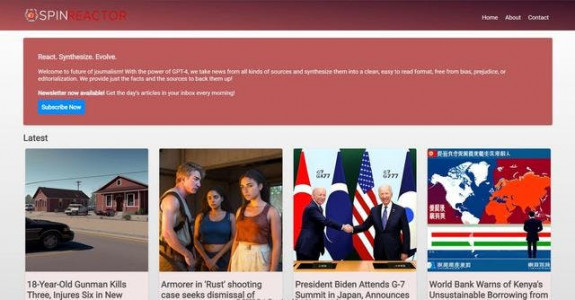 SPINREACTOR
Home About Contact
React. Synthesize. Evolve.
Welcome to future of journalism! With the power of GPT-4, we take news from all kinds of sources and synthesize them into a clean, easy to read format, free from bias, prejudice, or
editorialization. We provide just the facts and the sources to back them up!
Newsletter now available! Get the day's articles in your inbox every morning!
Subscribe Now
Latest
18-Year-Old Gunman Kills
Three, Injures Six in New
Armorer in 'Rust' shooting
case seeks dismissal of
President Biden Attends G-7
Summit in Japan, Announces
World Bank Warns of Kenya's
Unsustainable Borrowing from